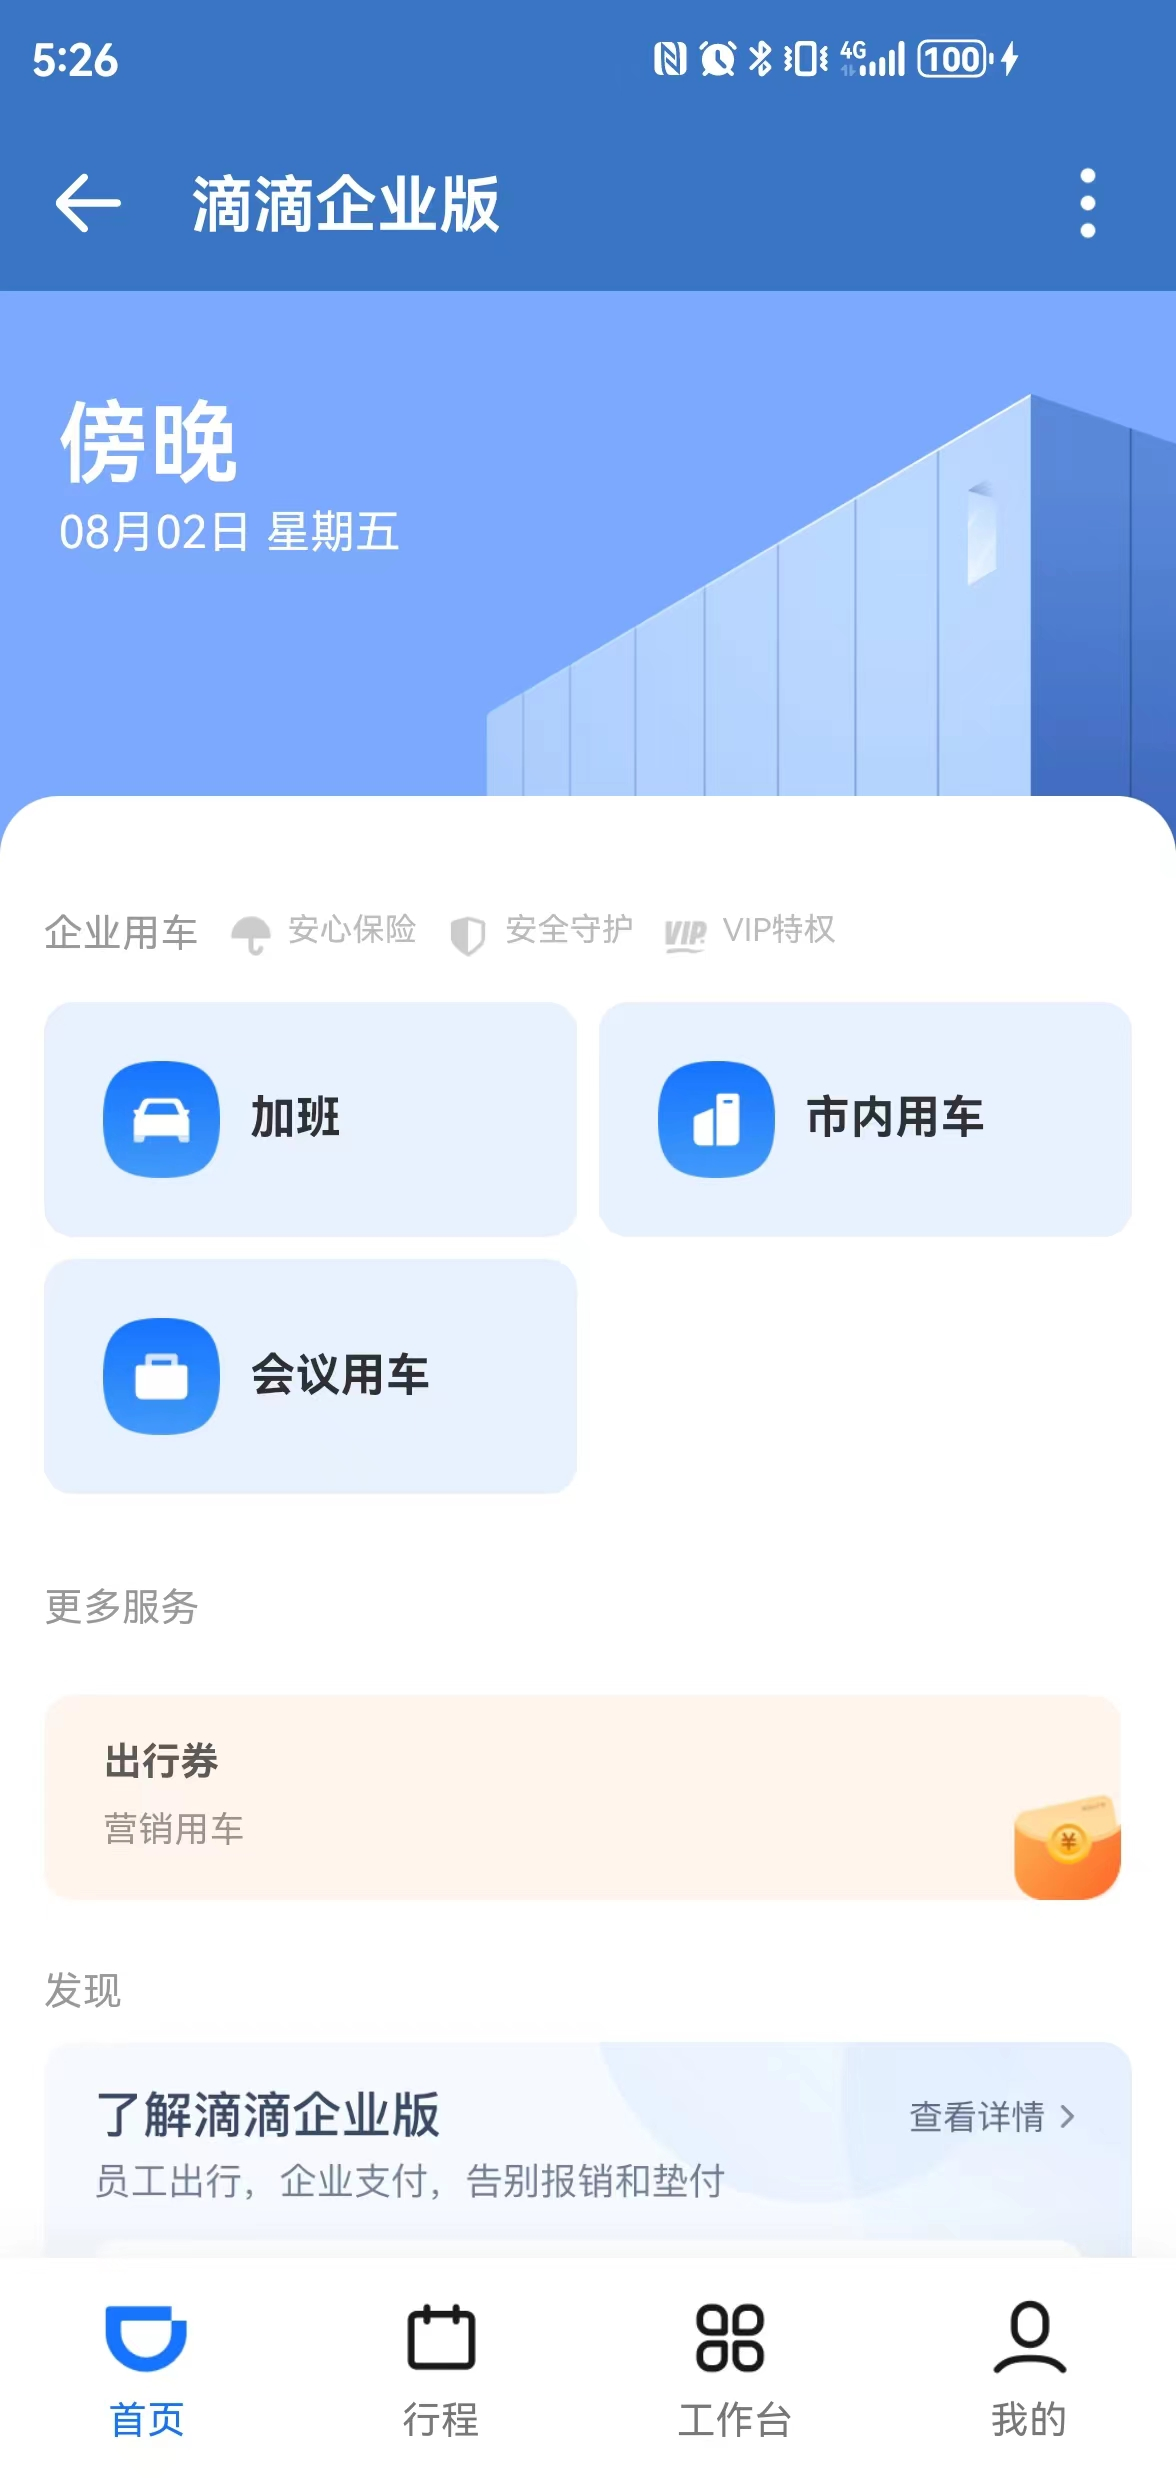 5:26
4G
100
滴滴企业版
傍晚
08月02日 星期五
企业用车 安心保险 安全守护 VIP VIP特权
加班
市内用车
会议用车
更多服务
出行券
营销用车
¥
发现
了解滴滴企业版
查看详情 >
员工出行，企业支付，告别报销和垫付
首页
行程
工作台
我的